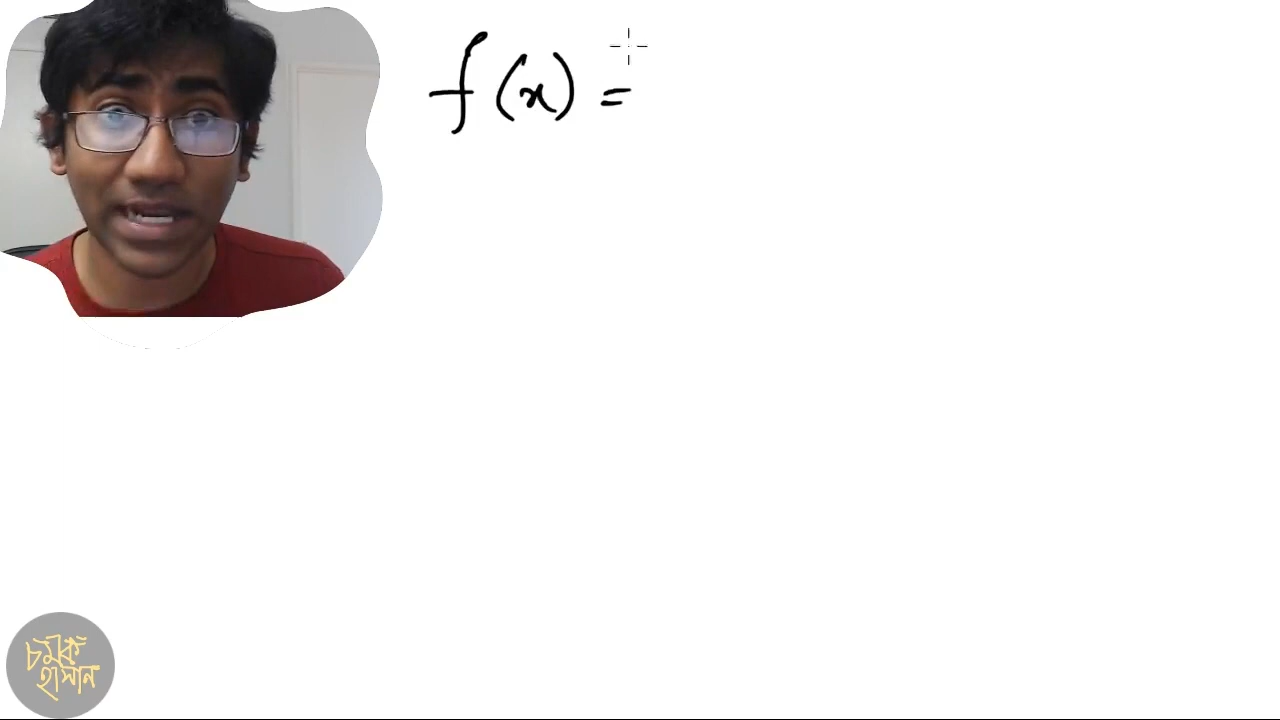 f(x) =
চমক
হাসান